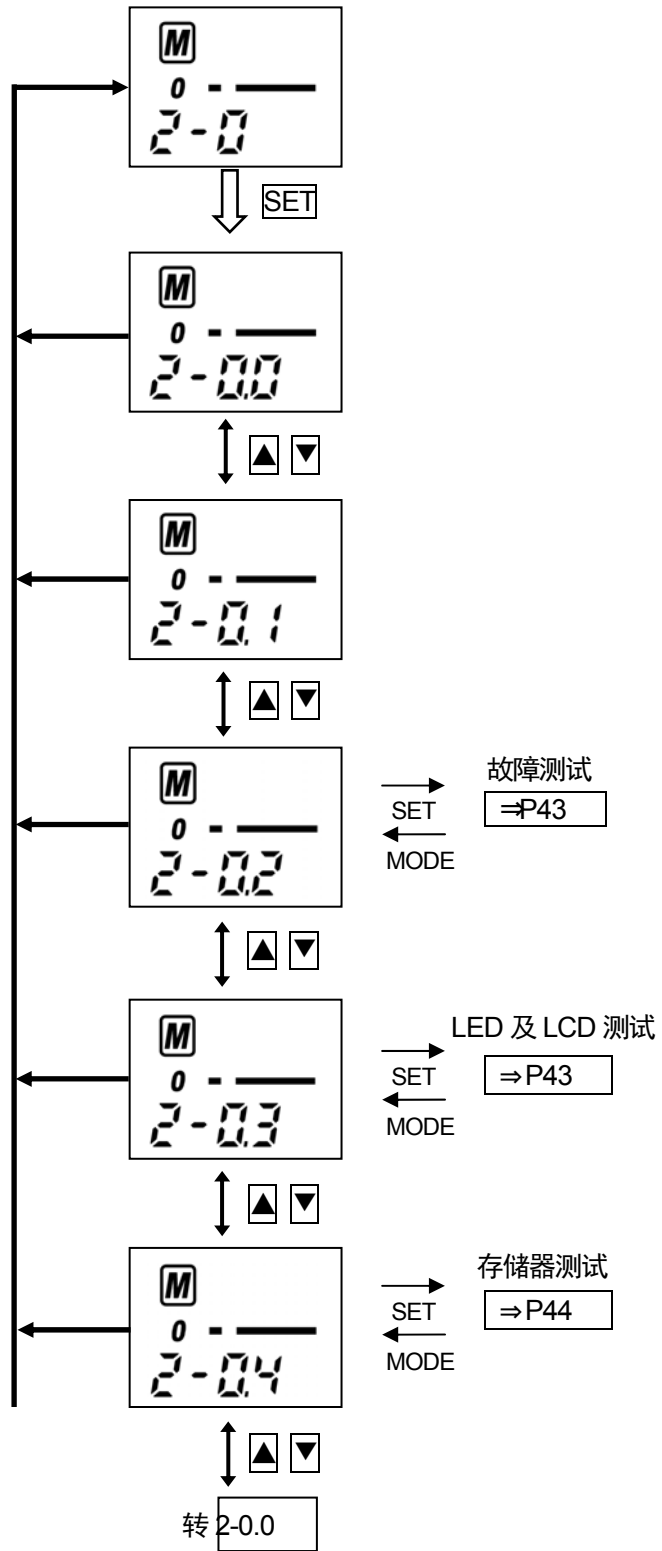 M
0
2-0
SET
M
0
2-0.0
▲ ▼
M
0
2-0.1
▲ ▼
M
0
2-0.2
SET
MODE
故障测试
⇒P43
▲ ▼
M
0
2-0.3
SET
MODE
LED 及 LCD 测试
⇒P43
▲ ▼
M
0
2-0.4
SET
MODE
存储器测试
⇒P44
▲ ▼
转 2-0.0